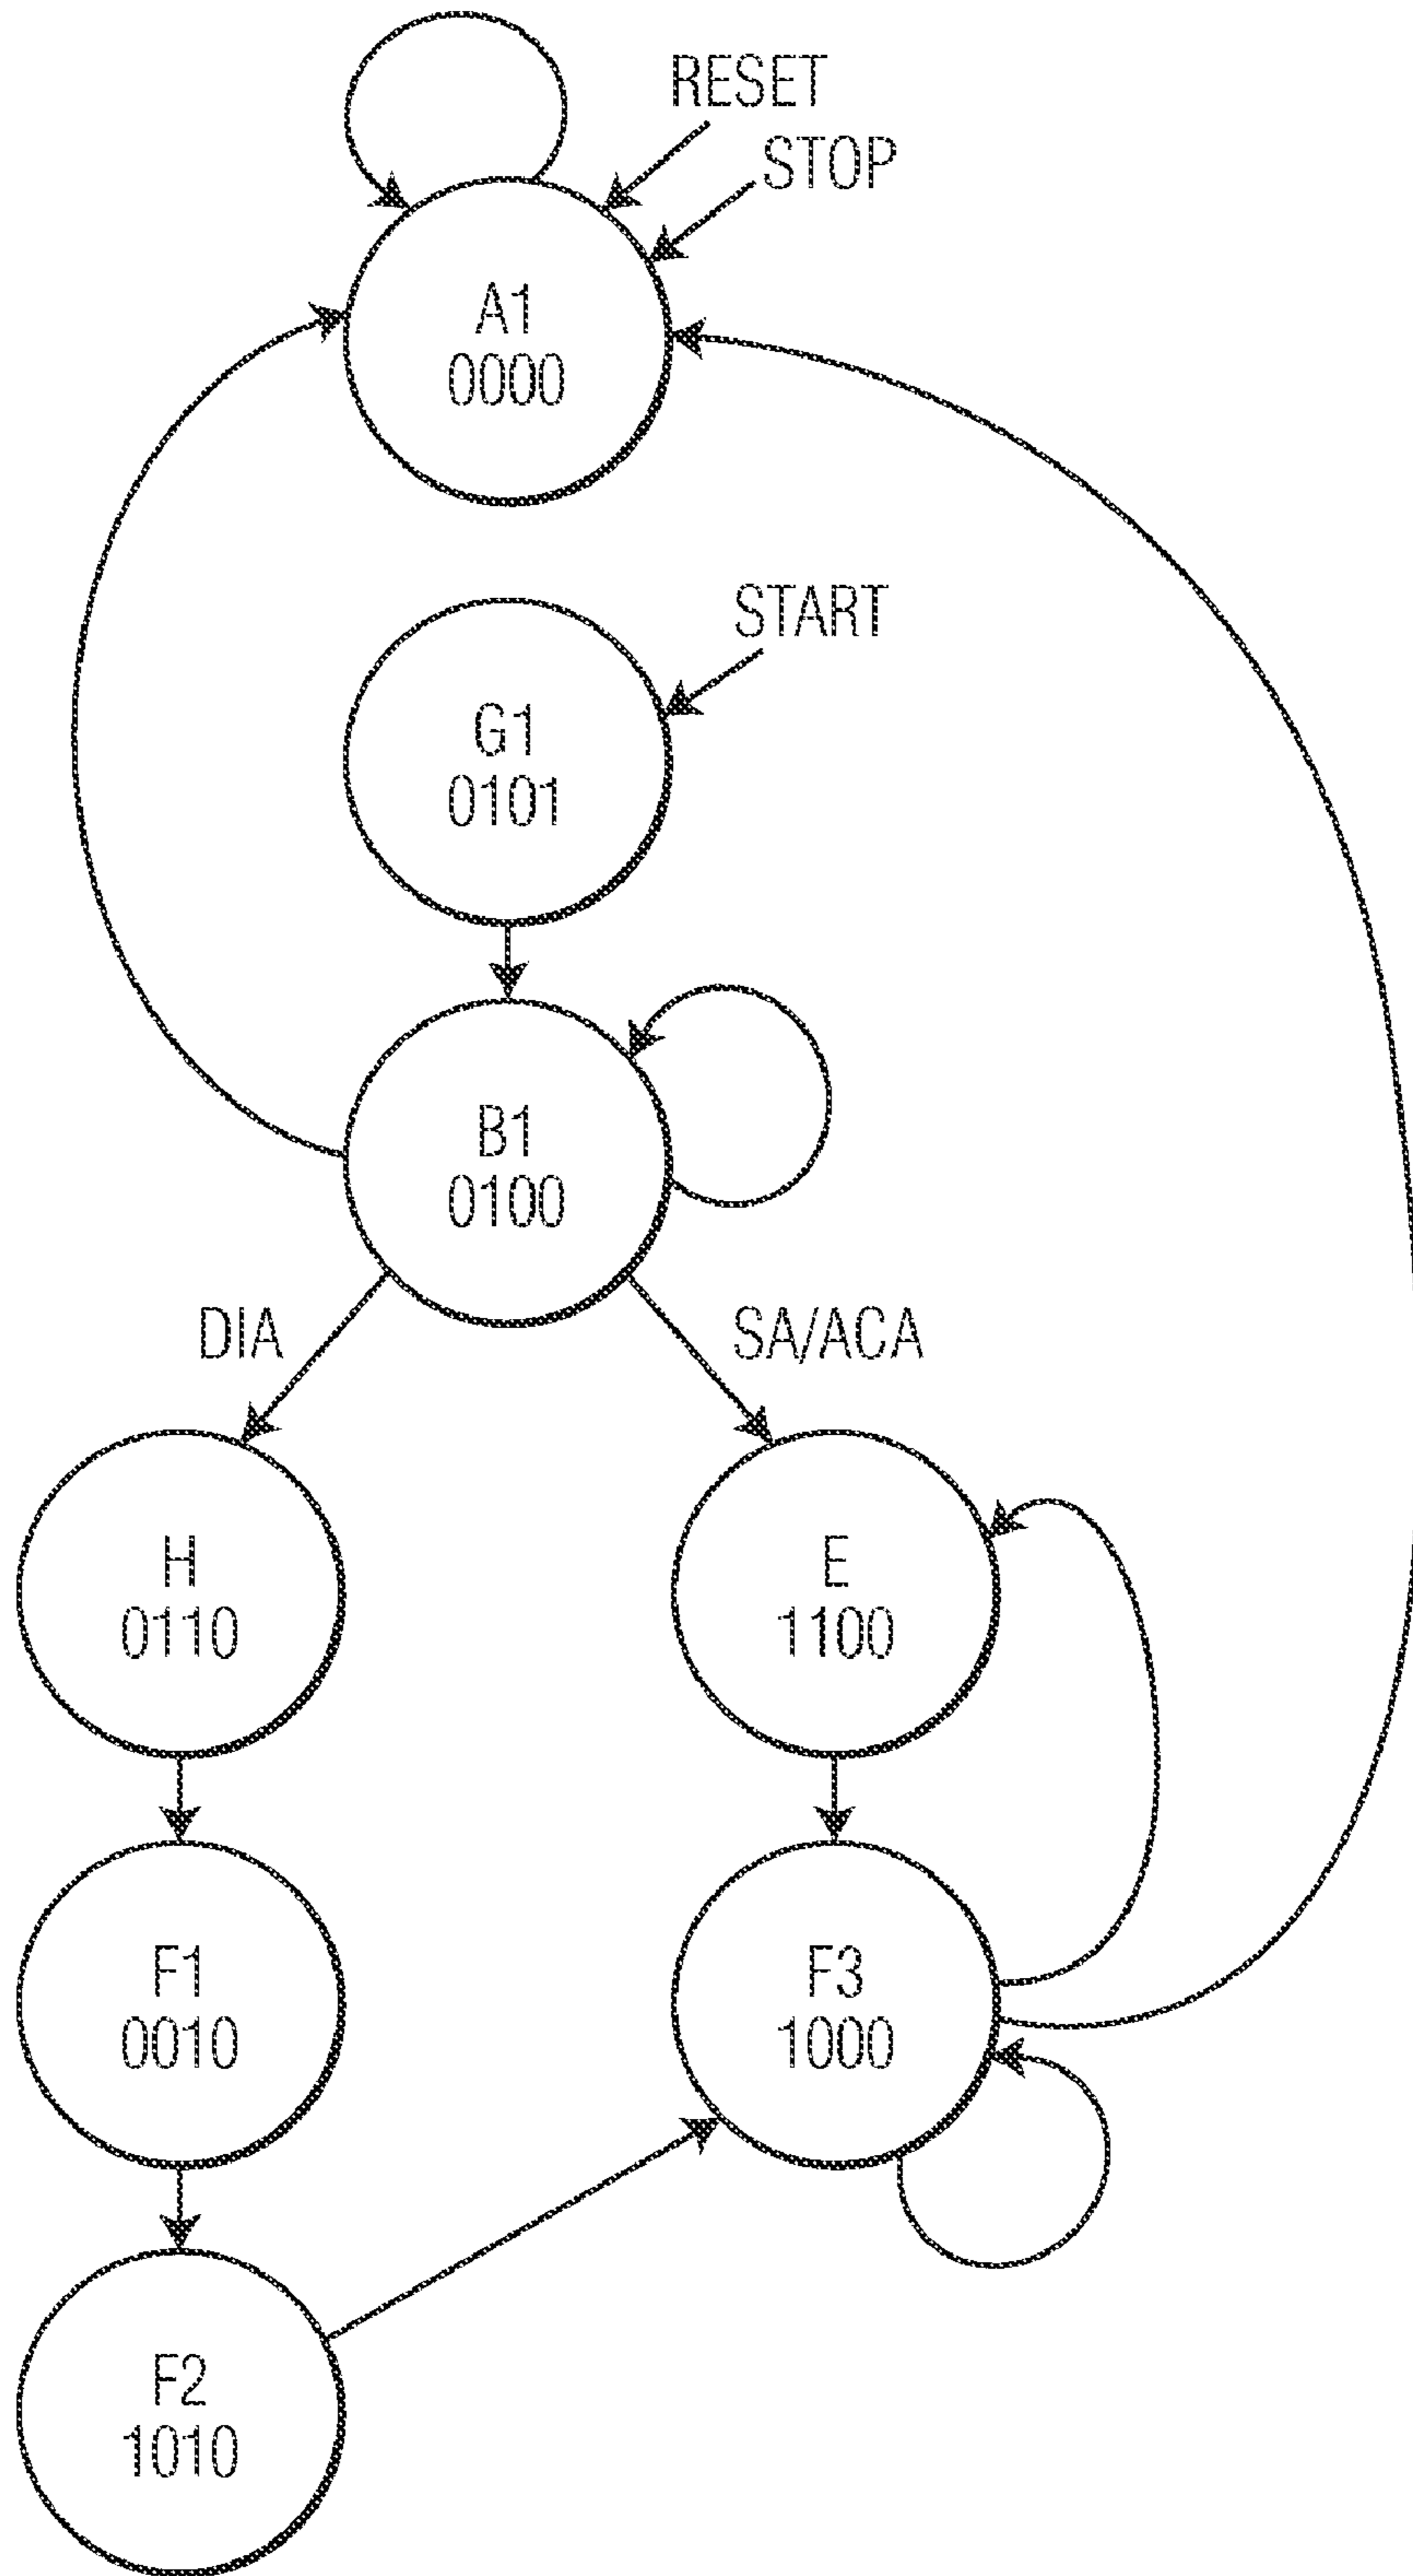 RESET
STOP
A1
0000
START
G1
0101
B1
0100
DIA
SA/ACA
H
0110
E
1100
F1
0010
F3
1000
F2
1010